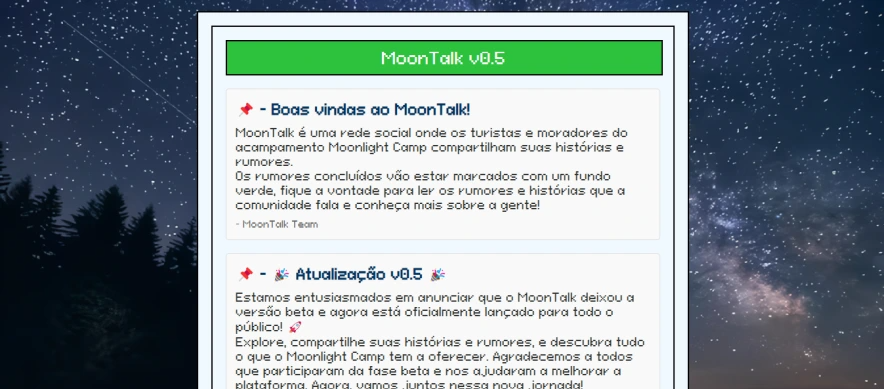 MoonTalk v0.5
📌 - Boas vindas ao MoonTalk!
MoonTalk é uma rede social onde os turistas e moradores do
acampamento Moonlight Camp compartilham suas histórias e
rumores.
Os rumores concluídos vão estar marcados com um fundo
verde, fique a vontade para ler os rumores e histórias que a
comunidade fala e conheça mais sobre a gente!
- MoonTalk Team
📌 - 🎉 Atualização v0.5 🎉
Estamos entusiasmados em anunciar que o MoonTalk deixou a
versão beta e agora está oficialmente lançado para todo o
público! 🚀
Explore, compartilhe suas histórias e rumores, e descubra tudo
o que o Moonlight Camp tem a oferecer. Agradecemos a todos
que participaram da fase beta e nos ajudaram a melhorar a
plataforma. Agora, vamos juntos nessa nova jornada!